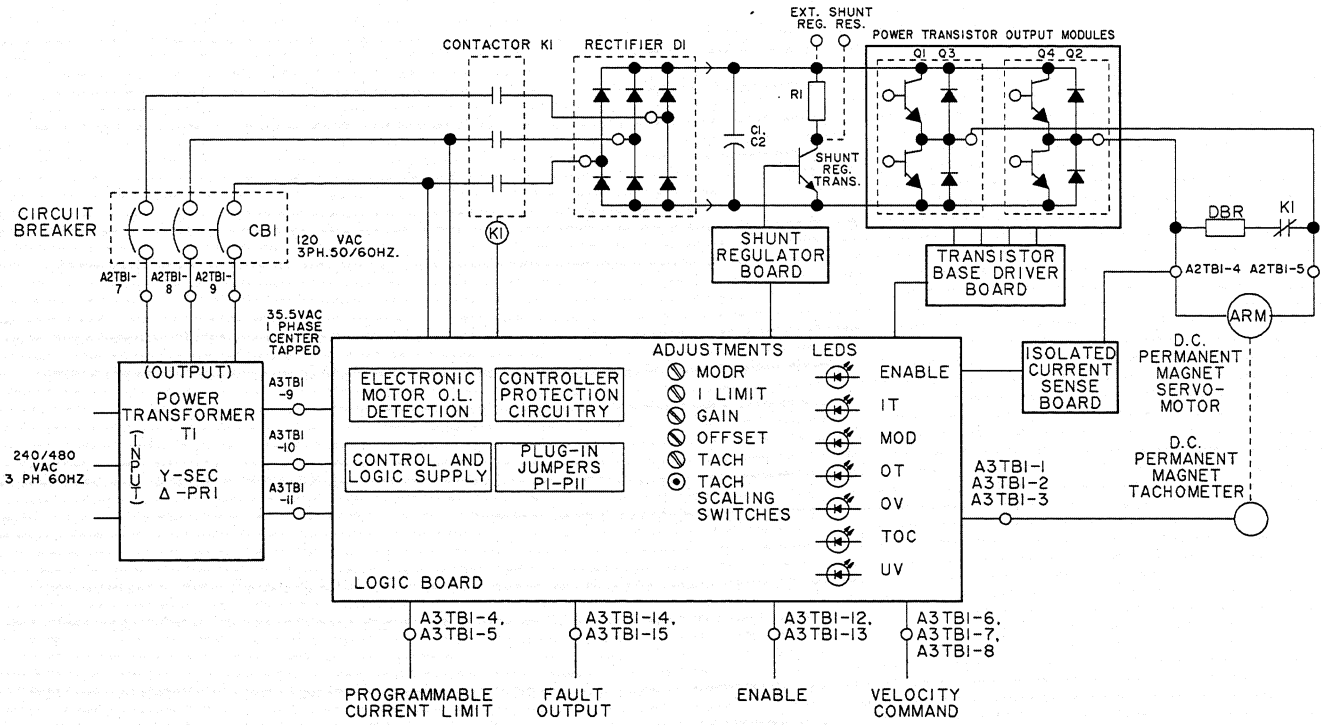 EXT. SHUNT
REG. RES.
POWER TRANSISTOR OUTPUT MODULES
CONTACTOR K1
RECTIFIER D1
Q1 Q3
Q4 Q2
R1
C1,
C2
SHUNT
REG.
TRANS.
CIRCUIT
BREAKER
CB1
120 VAC
3PH.50/60HZ.
K1
SHUNT
REGULATOR
BOARD
TRANSISTOR
BASE DRIVER
BOARD
DBR
K1
A2TB1-4
A2TB1-5
A2TB1-
7
A2TB1-
8
A2TB1-
9
ARM
35.5VAC
1 PHASE
CENTER
TAPPED
D.C.
PERMANENT
MAGNET
SERVO-
MOTOR
(OUTPUT)
POWER
TRANSFORMER
T1
(INPUT)
Y-SEC
Δ-PRI
240/480
VAC
3 PH 60HZ
A3TB1
-9
A3TB1
-10
A3TB1
-11
ELECTRONIC
MOTOR O.L.
DETECTION
CONTROLLER
PROTECTION
CIRCUITRY
CONTROL AND
LOGIC SUPPLY
PLUG-IN
JUMPERS
P1-P11
ADJUSTMENTS
MODR
I LIMIT
GAIN
OFFSET
TACH
TACH
SCALING
SWITCHES
LEDS
ENABLE
IT
MOD
OT
OV
TOC
UV
ISOLATED
CURRENT
SENSE
BOARD
D.C.
PERMANENT
MAGNET
TACHOMETER
A3TB1-1
A3TB1-2
A3TB1-3
LOGIC BOARD
A3TB1-4,
A3TB1-5
A3TB1-14,
A3TB1-15
A3TB1-12,
A3TB1-13
A3TB1-6,
A3TB1-7,
A3TB1-8
PROGRAMMABLE
CURRENT LIMIT
FAULT
OUTPUT
ENABLE
VELOCITY
COMMAND